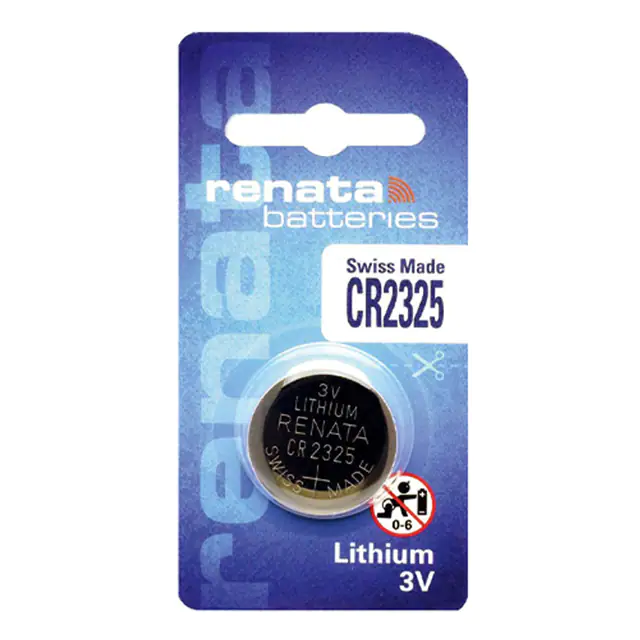 renata
renata
batteries
Swiss Made
CR2325
3V
LITHIUM
RENATA
CR 2325
SWISS MADE
0-6
Lithium
3V